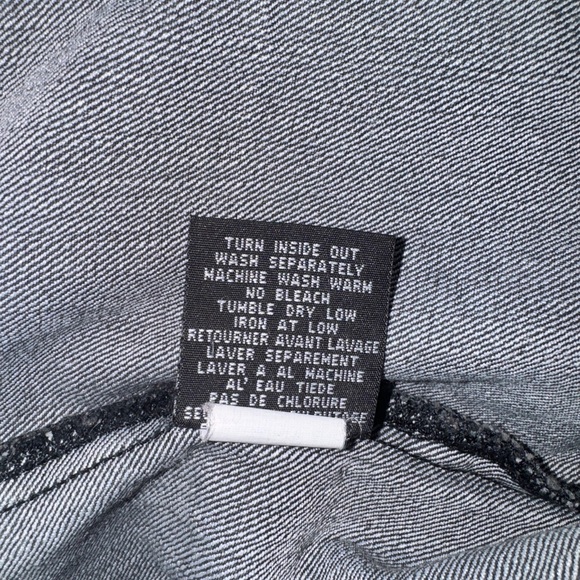 TURN INSIDE OUT
WASH SEPARATELY
MACHINE WASH WARM
NO BLEACH
TUMBLE DRY LOW
IRON AT LOW
RETOURNER AVANT LAVAGE
LAVER SEPAREMENT
LAVER A AL MACHINE
AL' EAU TIEDE
PAS DE CHLORURE